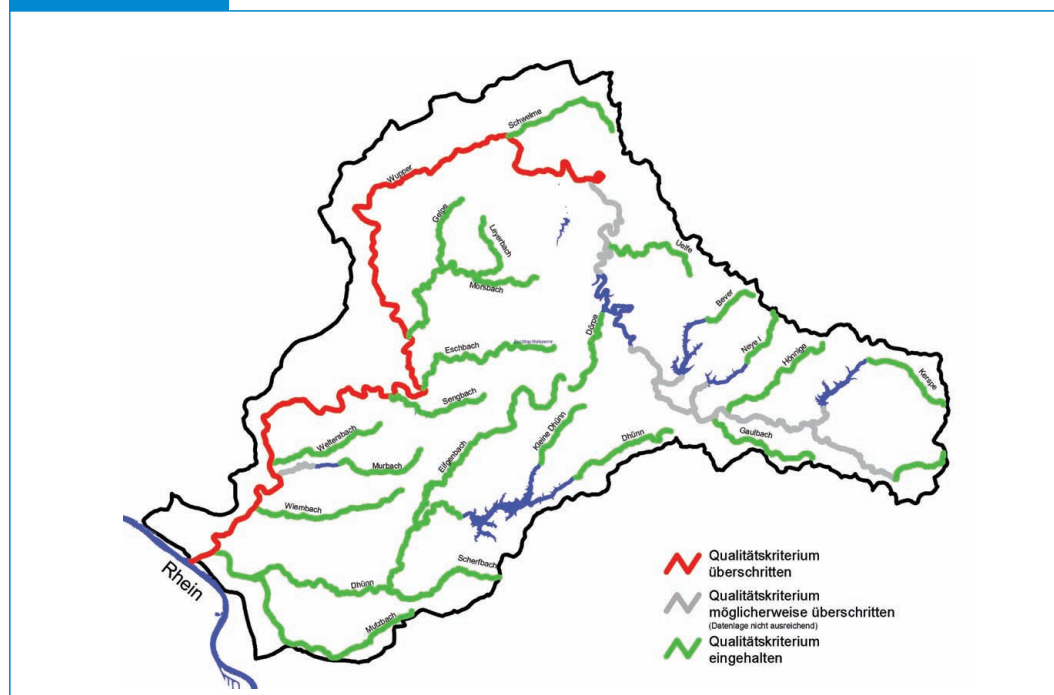 Schwelme
Wupper
Gelpe
Leyerbach
Uelfe
Morsbach
Bever
Dörpe
Neye I
Eschbach
Hönnige
Kerspe
Sengbach
Weltersbach
Kleine Dhünn
Dhünn
Gaulbach
Eifgenbach
Murbach
Wiembach
Rhein
Scherfbach
Dhünn
Mutzbach
Qualitätskriterium
überschritten
Qualitätskriterium
möglicherweise überschritten
(Datenlage nicht ausreichend)
Qualitätskriterium
eingehalten